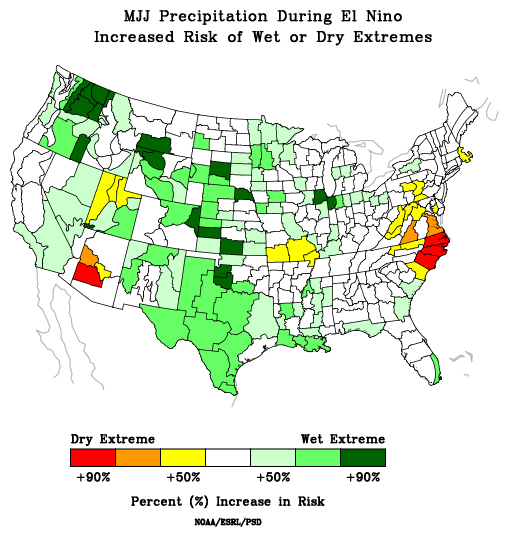 MJJ Precipitation During El Nino
Increased Risk of Wet or Dry Extremes
Dry Extreme Wet Extreme
+90% +50% +50% +90%
Percent (%) Increase in Risk
NOAA/ESRL/PSD